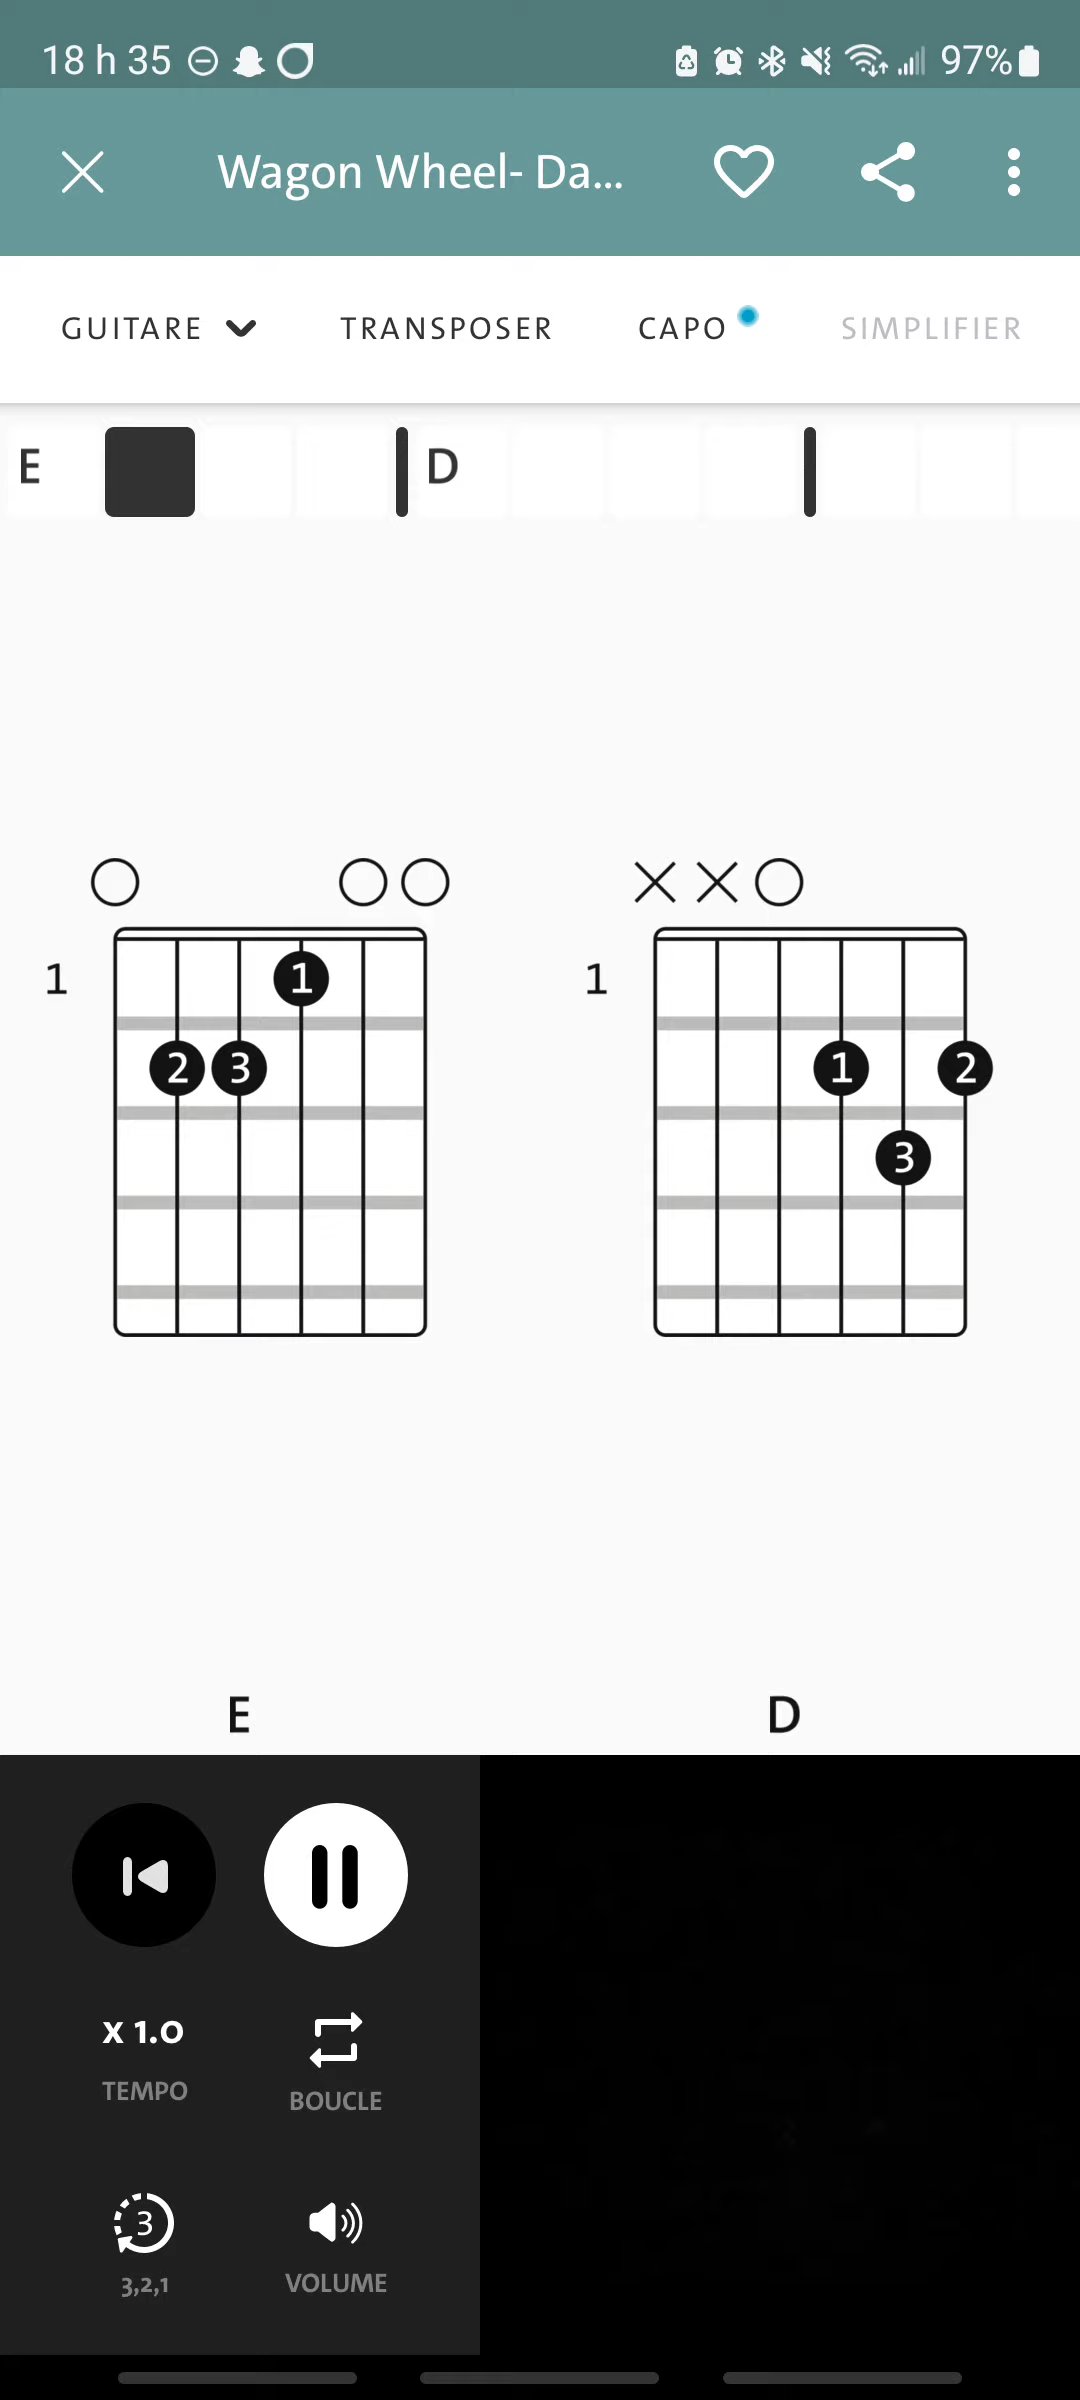 18 h 35 97%
Wagon Wheel- Da...
GUITARE TRANSPOSER CAPO SIMPLIFIER
E D
1 1 1
2 3 1 2
3
E D
x 1.0
TEMPO BOUCLE
3
3,2,1 VOLUME